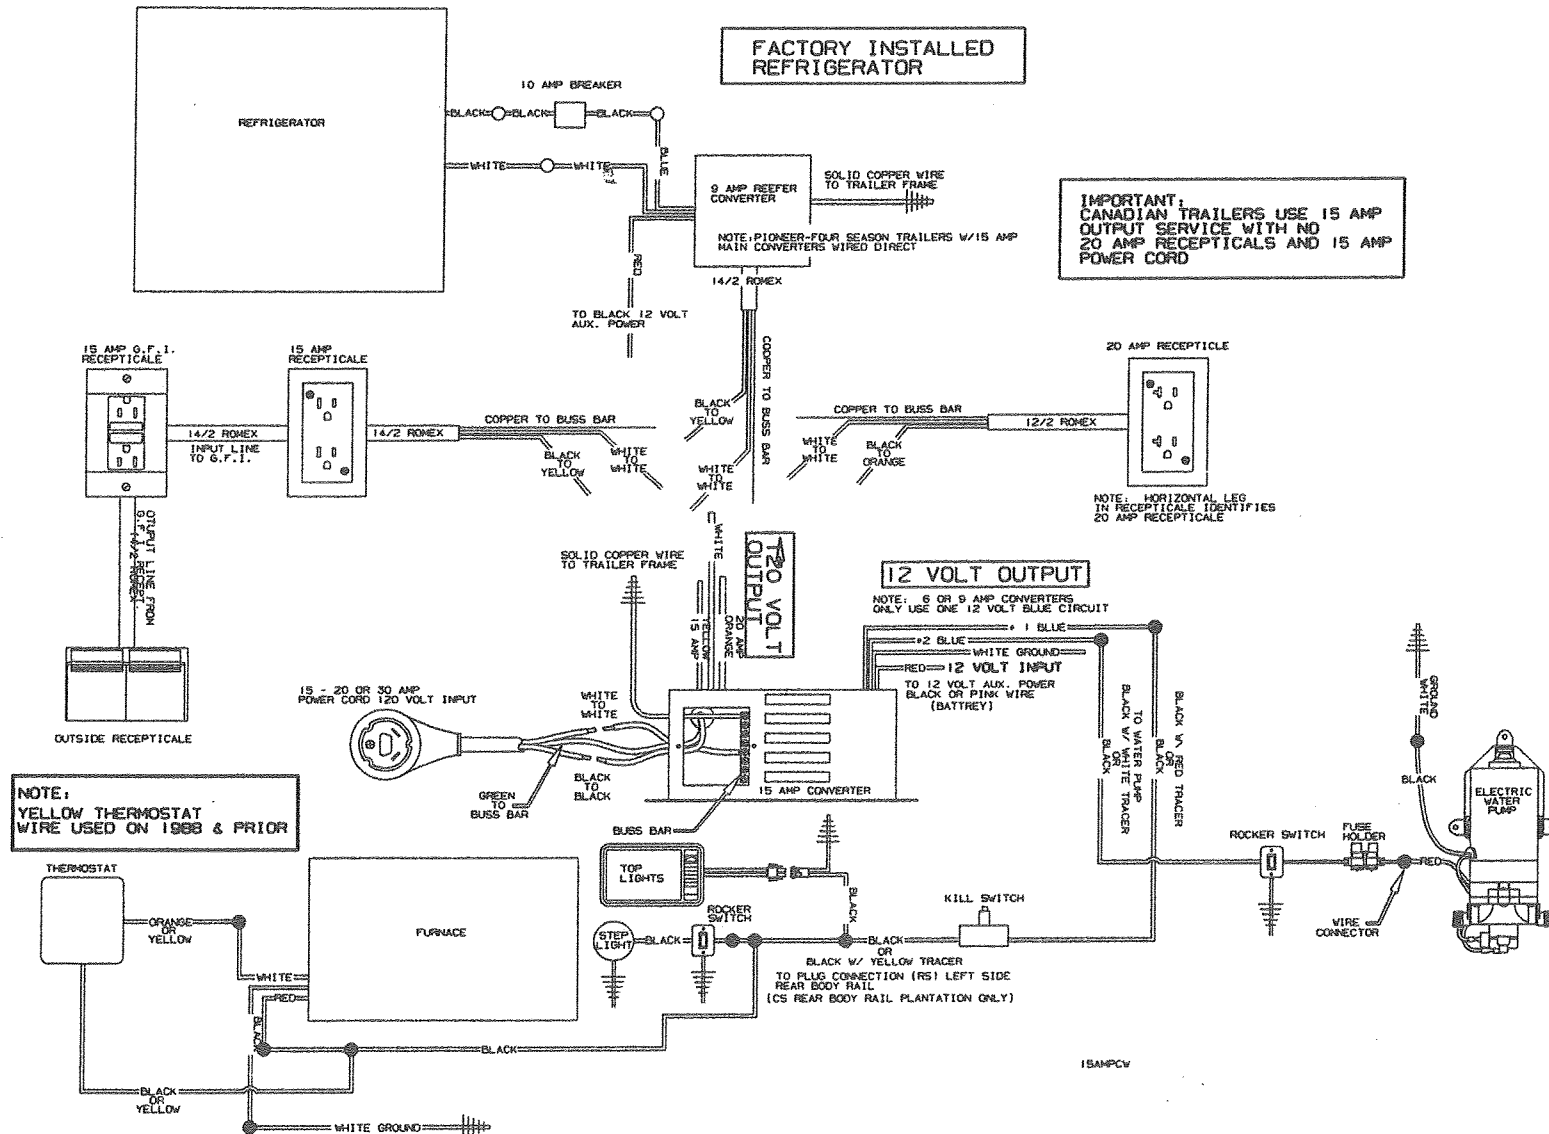 FACTORY INSTALLED
REFRIGERATOR
10 AMP BREAKER
REFRIGERATOR
BLACK
BLACK
BLACK
BLUE
WHITE
WHITE
9 AMP REEFER
CONVERTER
SOLID COPPER WIRE
TO TRAILER FRAME
NOTE:PIONEER-FOUR SEASON TRAILERS W/15 AMP
MAIN CONVERTERS WIRED DIRECT
IMPORTANT:
CANADIAN TRAILERS USE 15 AMP
OUTPUT SERVICE WITH NO
20 AMP RECEPTICALS AND 15 AMP
POWER CORD
RED
14/2 ROMEX
TO BLACK 12 VOLT
AUX. POWER
15 AMP G.F.I.
RECEPTICALE
15 AMP
RECEPTICALE
20 AMP RECEPTICLE
COOPER TO BUSS BAR
BLACK
TO
YELLOW
COPPER TO BUSS BAR
COPPER TO BUSS BAR
14/2 ROMEX
INPUT LINE
TO G.F.I.
14/2 ROMEX
BLACK
TO
YELLOW
WHITE
TO
WHITE
WHITE
TO
WHITE
WHITE
TO
WHITE
BLACK
TO
ORANGE
12/2 ROMEX
NOTE: HORIZONTAL LEG
IN RECEPTICALE IDENTIFIES
20 AMP RECEPTICALE
OTUPUT LINE FRON
G.F.I. RECEPT.
14/2 ROMEX
OUTSIDE RECEPTICALE
SOLID COPPER WIRE
TO TRAILER FRAME
WHITE
120 VOLT
OUTPUT
15 AMP
YELLOW
ORANGE
20 AMP
12 VOLT OUTPUT
NOTE: 6 OR 9 AMP CONVERTERS
ONLY USE ONE 12 VOLT BLUE CIRCUIT
# 1 BLUE
#2 BLUE
WHITE GROUND
RED
12 VOLT INPUT
TO 12 VOLT AUX. POWER
BLACK OR PINK WIRE
(BATTREY)
15 - 20 OR 30 AMP
POWER CORD 120 VOLT INPUT
WHITE
TO
WHITE
BLACK
TO
BLACK
GREEN
TO
BUSS BAR
BUSS BAR
15 AMP CONVERTER
TO WATER PUMP
BLACK W/ WHITE TRACER
OR
BLACK
BLACK W\ RED TRACER
OR
BLACK
GROUND
WHITE
BLACK
ELECTRIC
WATER
PUMP
ROCKER SWITCH
FUSE
HOLDER
RED
WIRE
CONNECTOR
NOTE:
YELLOW THERMOSTAT
WIRE USED ON 1988 & PRIOR
THERMOSTAT
ORANGE
OR
YELLOW
FURNACE
WHITE
RED
BLACK
BLACK
BLACK
OR
YELLOW
WHITE GROUND
TOP
LIGHTS
STEP
LIGHT
BLACK
ROCKER
SWITCH
BLACK
KILL SWITCH
BLACK
OR
BLACK W/ YELLOW TRACER
TO PLUG CONNECTION (RS) LEFT SIDE
REAR BODY RAIL
(CS REAR BODY RAIL PLANTATION ONLY)
15AMPCW